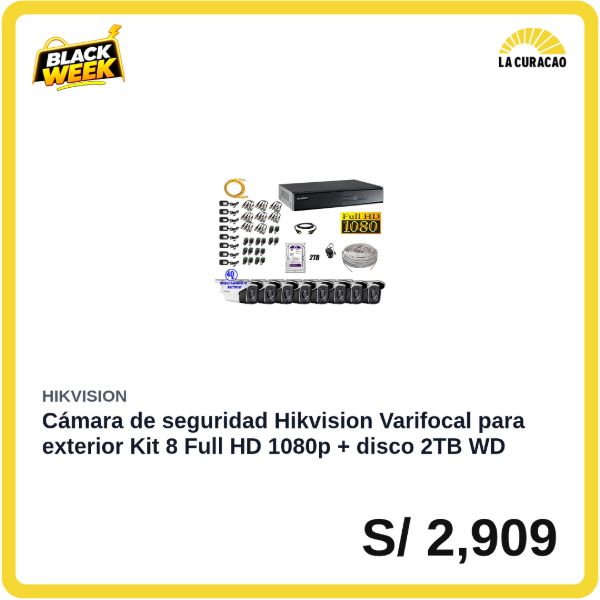 BLACK
WEEK
LA CURACAO
Full HD
1080
2TB
40
HIKVISION
Cámara de seguridad Hikvision Varifocal para
exterior Kit 8 Full HD 1080p + disco 2TB WD
S/ 2,909